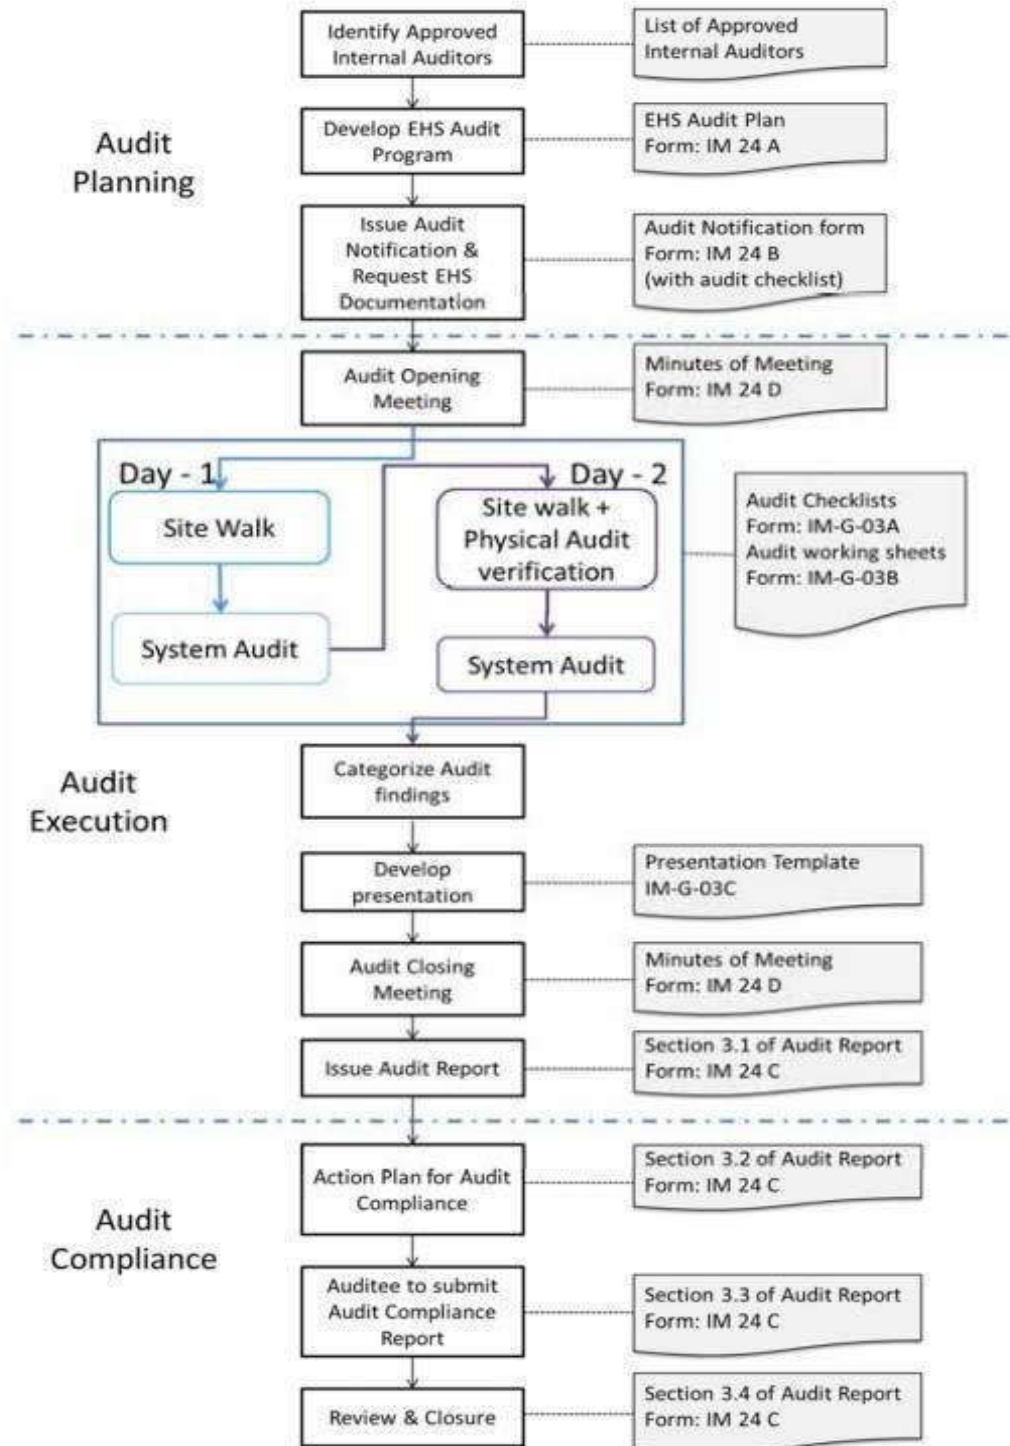 Identify Approved
Internal Auditors
List of Approved
Internal Auditors
Audit
Planning
Develop EHS Audit
Program
EHS Audit Plan
Form: IM 24 A
Issue Audit
Notification &
Request EHS
Documentation
Audit Notification form
Form: IM 24 B
(with audit checklist)
Audit Opening
Meeting
Minutes of Meeting
Form: IM 24 D
Day - 1
Site Walk
System Audit
Day - 2
Site walk +
Physical Audit
verification
System Audit
Audit Checklists
Form: IM-G-03A
Audit working sheets
Form: IM-G-03B
Audit
Execution
Categorize Audit
findings
Develop
presentation
Presentation Template
IM-G-03C
Audit Closing
Meeting
Minutes of Meeting
Form: IM 24 D
Issue Audit Report
Section 3.1 of Audit Report
Form: IM 24 C
Audit
Compliance
Action Plan for Audit
Compliance
Section 3.2 of Audit Report
Form: IM 24 C
Auditee to submit
Audit Compliance
Report
Section 3.3 of Audit Report
Form: IM 24 C
Review & Closure
Section 3.4 of Audit Report
Form: IM 24 C